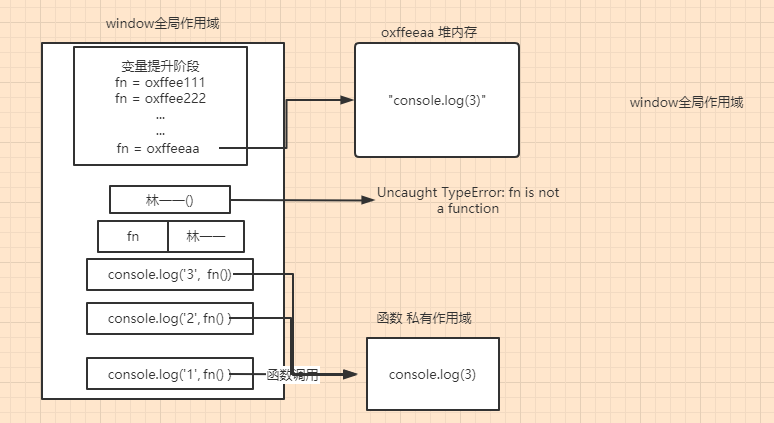 window全局作用域
变量提升阶段
fn = oxffee111
fn = oxffee222
...
...
fn = oxffeeaa
林一一()
fn
林一一
console.log('3', fn())
console.log('2', fn() )
console.log('1', fn() )
函数调用
oxffeeaa 堆内存
"console.log(3)"
Uncaught TypeError: fn is not
a function
函数 私有作用域
console.log(3)
window全局作用域